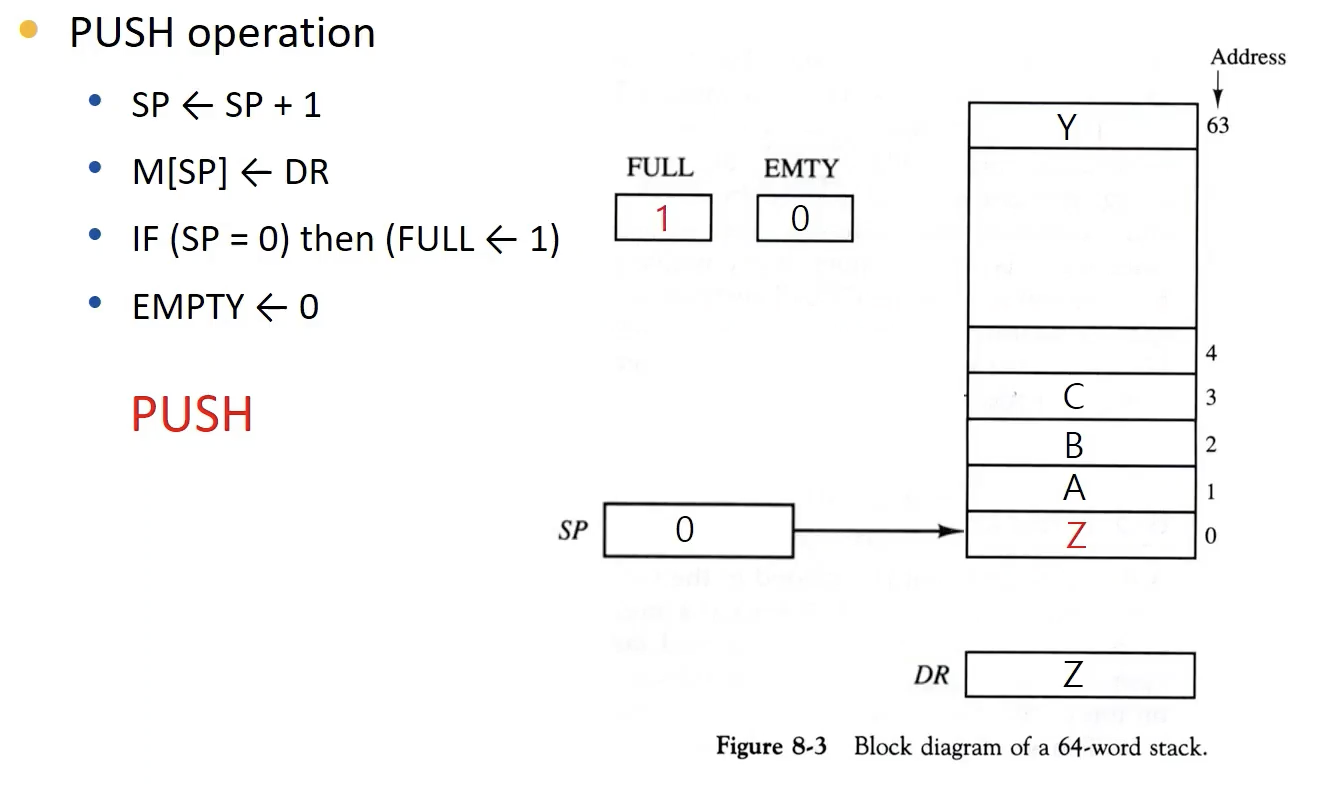 PUSH operation
SP ← SP + 1
M[SP] ← DR
IF (SP = 0) then (FULL ← 1)
EMPTY ← 0
PUSH
Address
FULL EMTY
1 0
Y 63
4
C 3
B 2
A 1
SP 0 Z 0
DR Z
Figure 8-3 Block diagram of a 64-word stack.